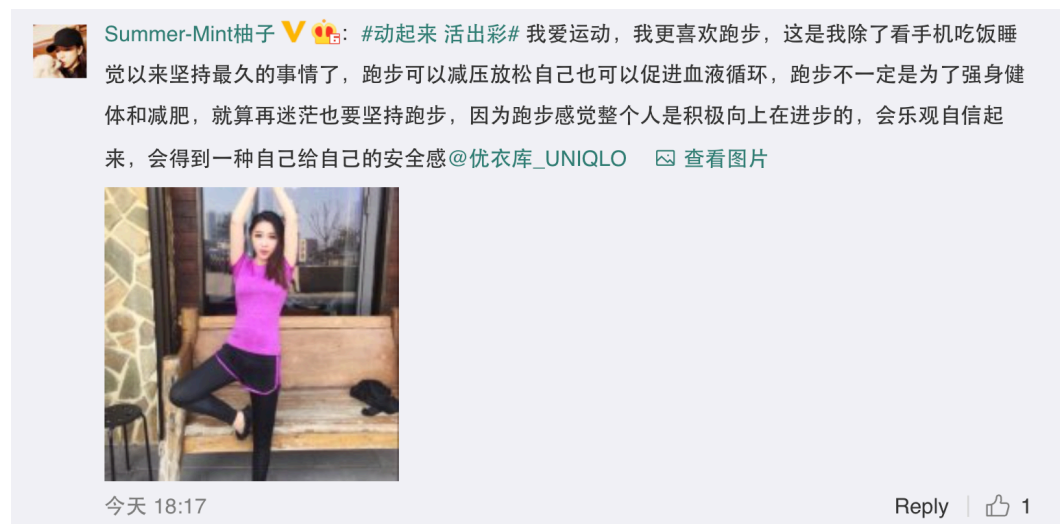 Summer-Mint柚子 : #动起来 活出彩# 我爱运动，我更喜欢跑步，这是我除了看手机吃饭睡
觉以来坚持最久的事情了，跑步可以减压放松自己也可以促进血液循环，跑步不一定是为了强身健
体和减肥，就算再迷茫也要坚持跑步，因为跑步感觉整个人是积极向上在进步的，会乐观自信起
来，会得到一种自己给自己的安全感@优衣库_UNIQLO 查看图片
今天 18:17 Reply 1